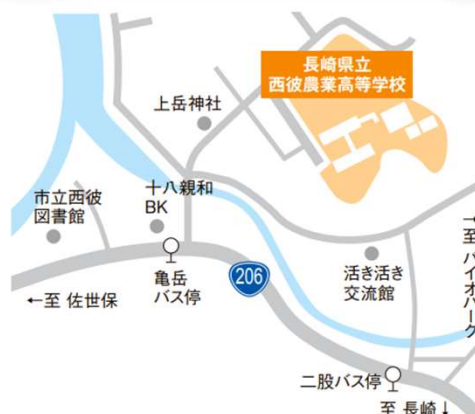 長崎県立
西彼農業高等学校
上岳神社
十八親和
BK
市立西彼
図書館
亀岳
バス停
206
←至 佐世保
活き活き
交流館
→至 バイオパーク
二股バス停
至 長崎↓